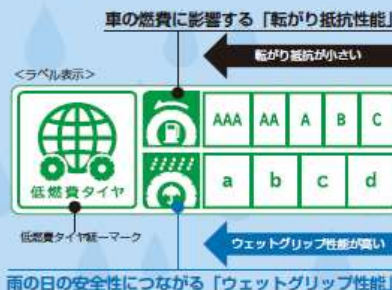 車の燃費に影響する「転がり抵抗性能」
転がり抵抗が小さい
<ラベル表示>
AAA AA A B C
低燃費タイヤ
a b c d
低燃費タイヤ統一マーク
ウェットグリップ性能が高い
雨の日の安全性につながる「ウェットグリップ性能」